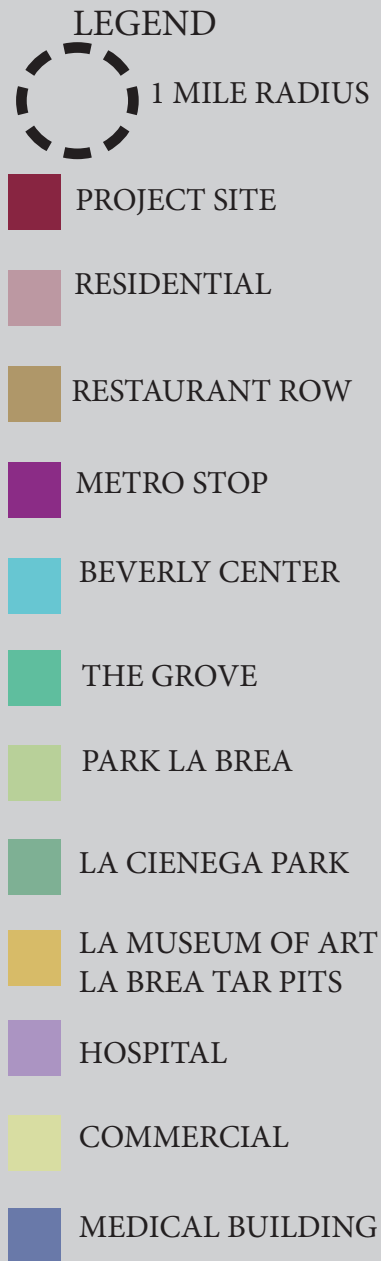 LEGEND
1 MILE RADIUS
PROJECT SITE
RESIDENTIAL
RESTAURANT ROW
METRO STOP
BEVERLY CENTER
THE GROVE
PARK LA BREA
LA CIENEGA PARK
LA MUSEUM OF ART
LA BREA TAR PITS
HOSPITAL
COMMERCIAL
MEDICAL BUILDING